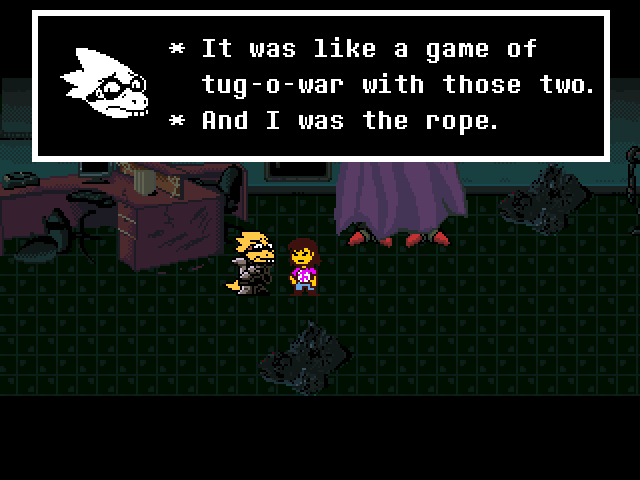 * It was like a game of
tug-o-war with those two.
* And I was the rope.